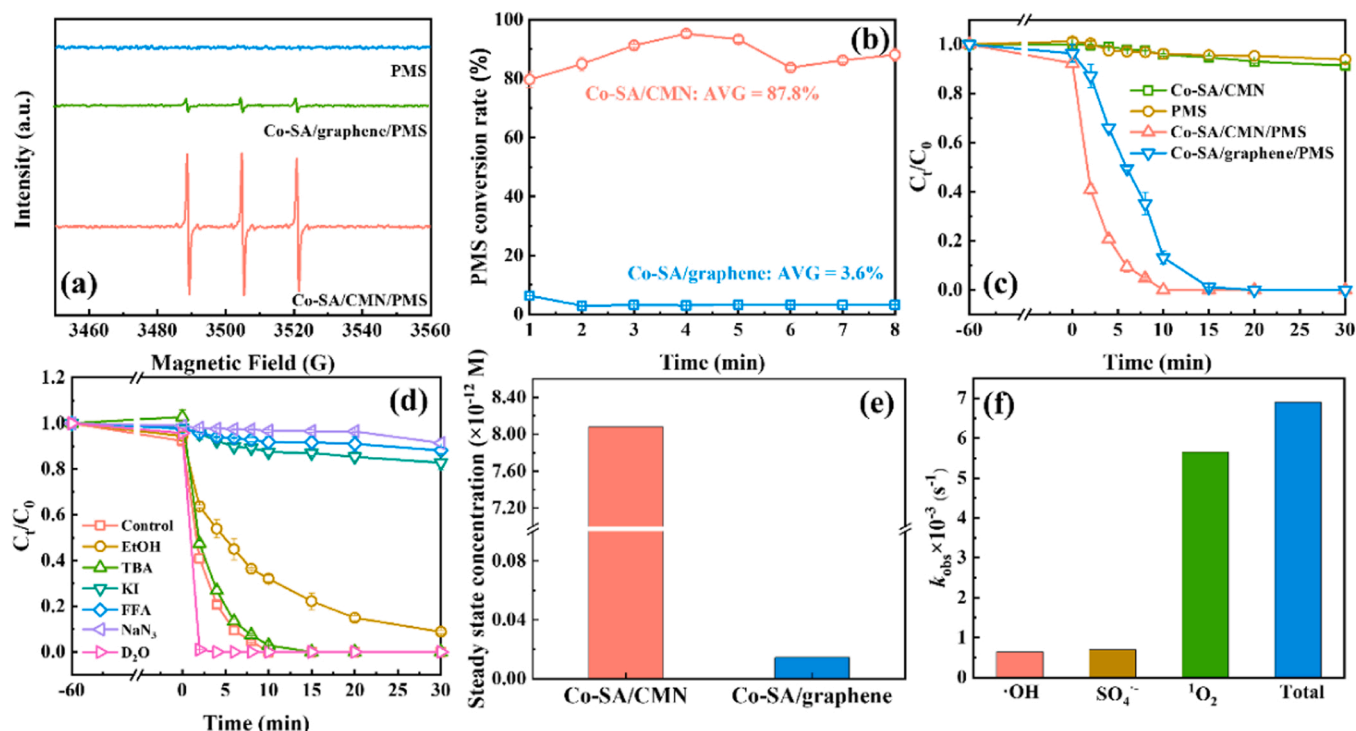 (a)
Intensity (a.u.)
PMS
Co-SA/graphene/PMS
Co-SA/CMN/PMS
3460 3480 3500 3520 3540 3560
Magnetic Field (G)
(b)
PMS conversion rate (%)
100
80
60
40
20
0
Co-SA/CMN: AVG = 87.8%
Co-SA/graphene: AVG = 3.6%
1 2 3 4 5 6 7 8
Time (min)
(c)
Cₜ/C₀
1.0
0.8
0.6
0.4
0.2
0.0
Co-SA/CMN
PMS
Co-SA/CMN/PMS
Co-SA/graphene/PMS
-60 0 5 10 15 20 25 30
Time (min)
(d)
Cₜ/C₀
1.2
1.0
0.8
0.6
0.4
0.2
0.0
Control
EtOH
TBA
KI
FFA
NaN₃
D₂O
-60 0 5 10 15 20 25 30
Time (min)
(e)
Steady state concentration (×10⁻¹² M)
8.40
8.00
7.60
7.20
0.08
0.04
0.00
Co-SA/CMN Co-SA/graphene
(f)
k_obs×10⁻³ (s⁻¹)
7
6
5
4
3
2
1
0
·OH SO₄·⁻ ¹O₂ Total